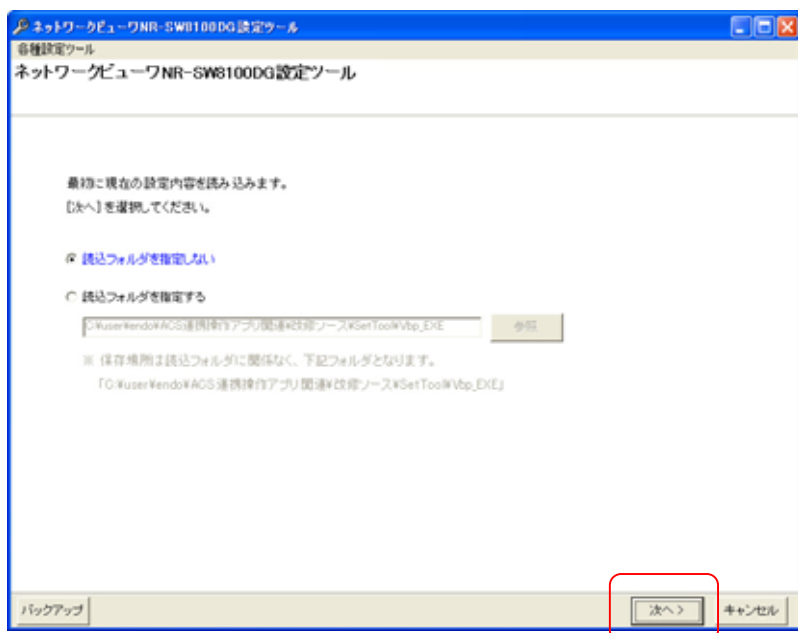 ネットワークビューワNR-SW8100DG設定ツール
各種設定ツール
ネットワークビューワNR-SW8100DG設定ツール
最初に現在の設定内容を読み込みます。
[次へ]を選択してください。
読込フォルダを指定しない
読込フォルダを指定する
C:¥user¥endo¥ACS連携操作アプリ関連¥改修ソース¥SetTool¥Vbp_EXE
参照
※ 保存場所は読込フォルダに関係なく、下記フォルダとなります。
「C:¥user¥endo¥ACS連携操作アプリ関連¥改修ソース¥SetTool¥Vbp_EXE」
バックアップ
次へ >
キャンセル